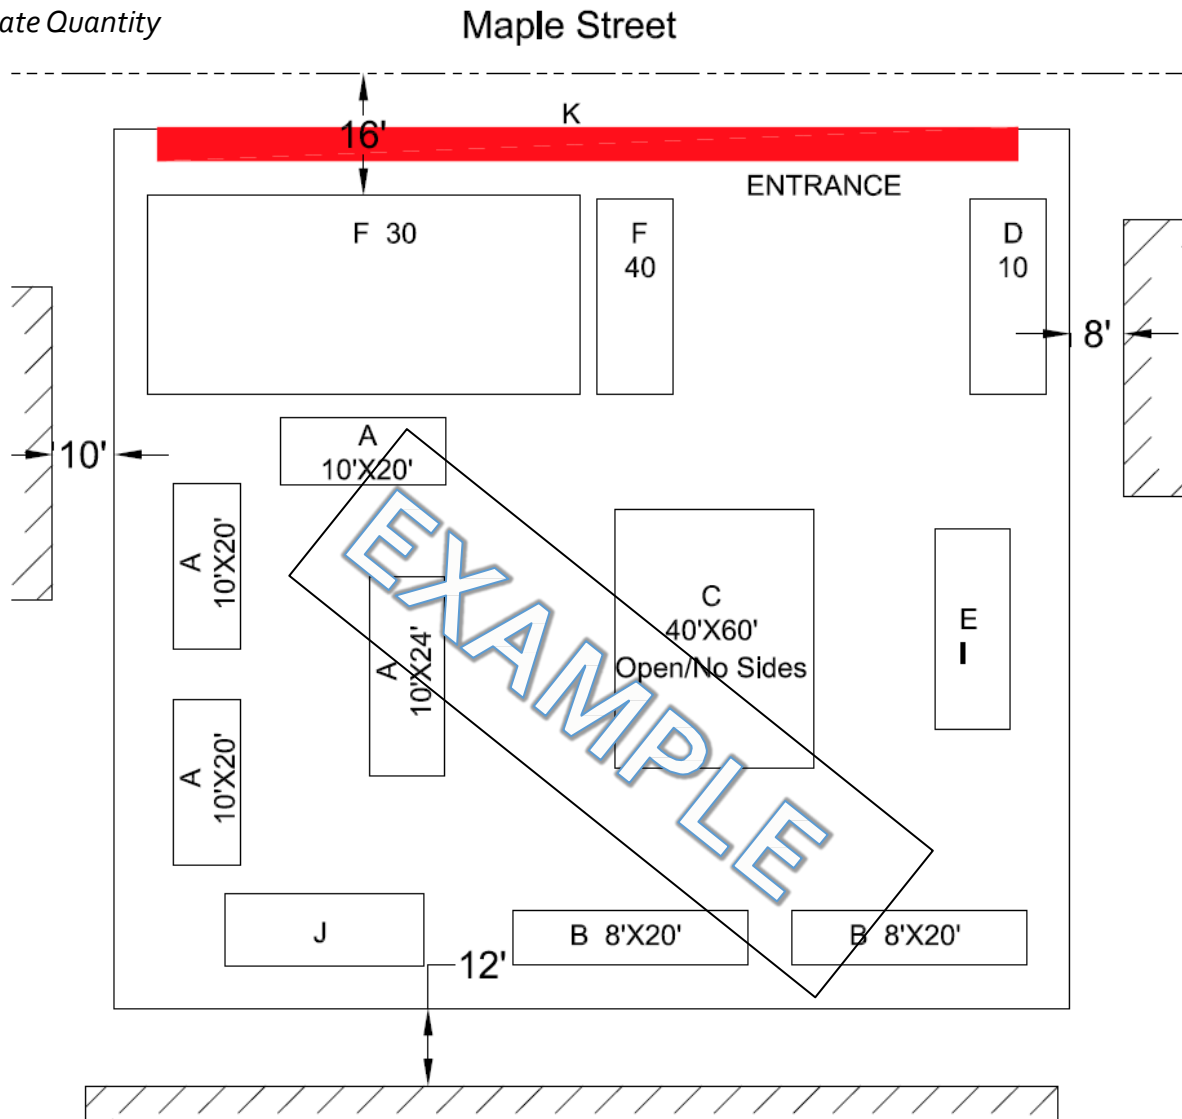 ate Quantity
Maple Street
K
16'
ENTRANCE
F 30
F
40
D
10
8'
10'
A
10'X20'
A
10'X20'
A
10'X24'
C
40'X60'
Open/No Sides
E
I
A
10'X20'
EXAMPLE
J
B 8'X20'
B 8'X20'
12'